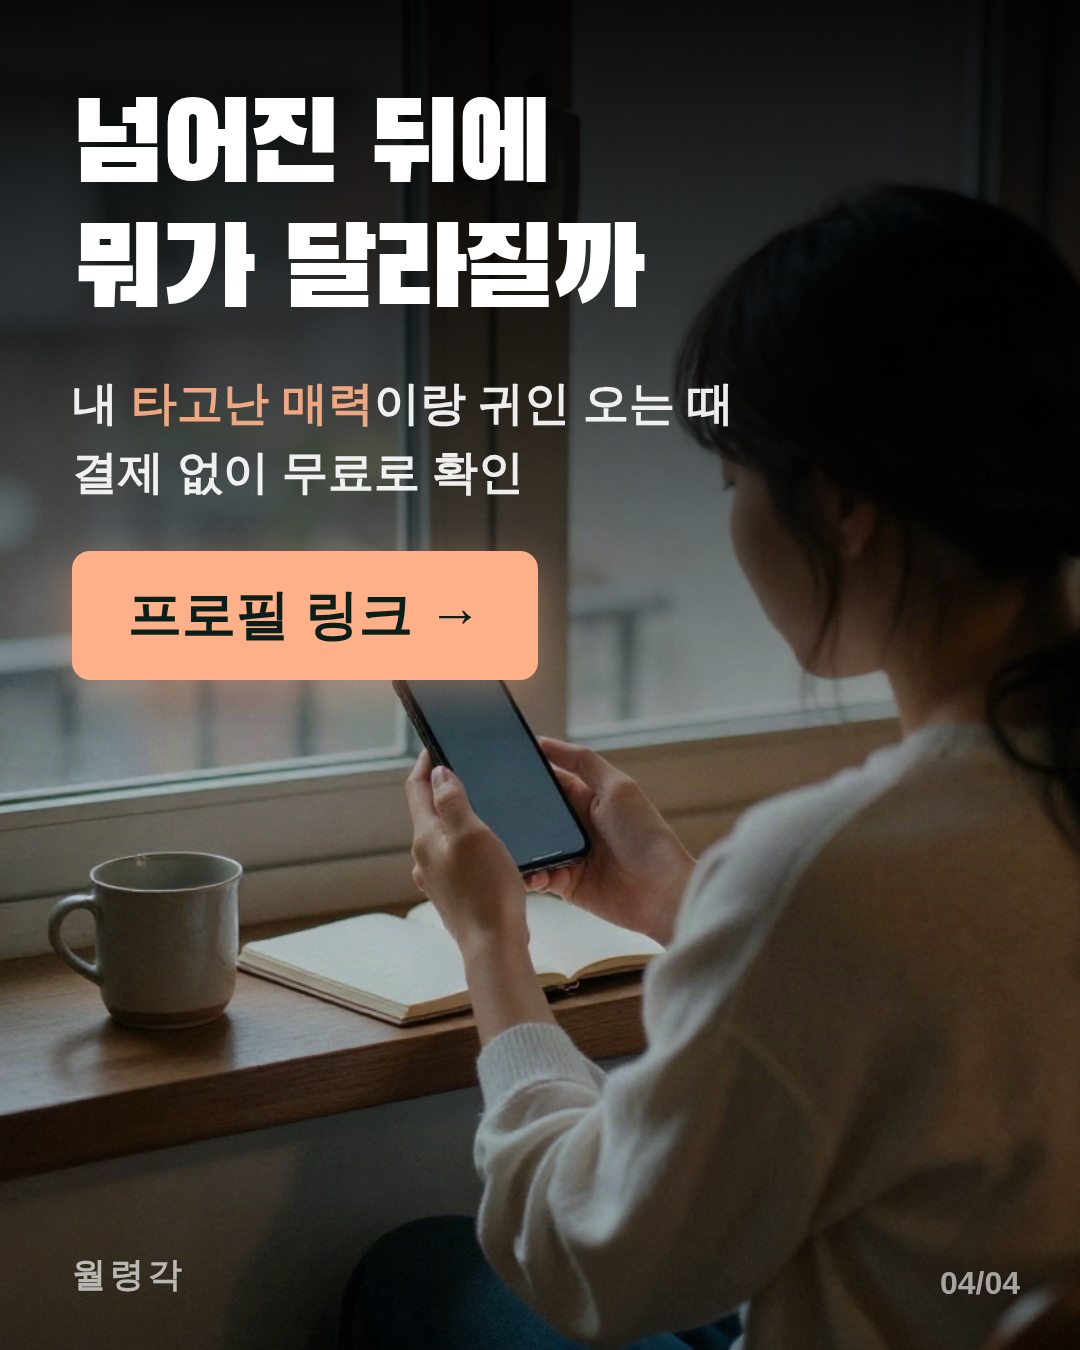 넘어진 뒤에
뭐가 달라질까
내 타고난 매력이랑 귀인 오는 때
결제 없이 무료로 확인
프로필 링크 →
월령각
04/04